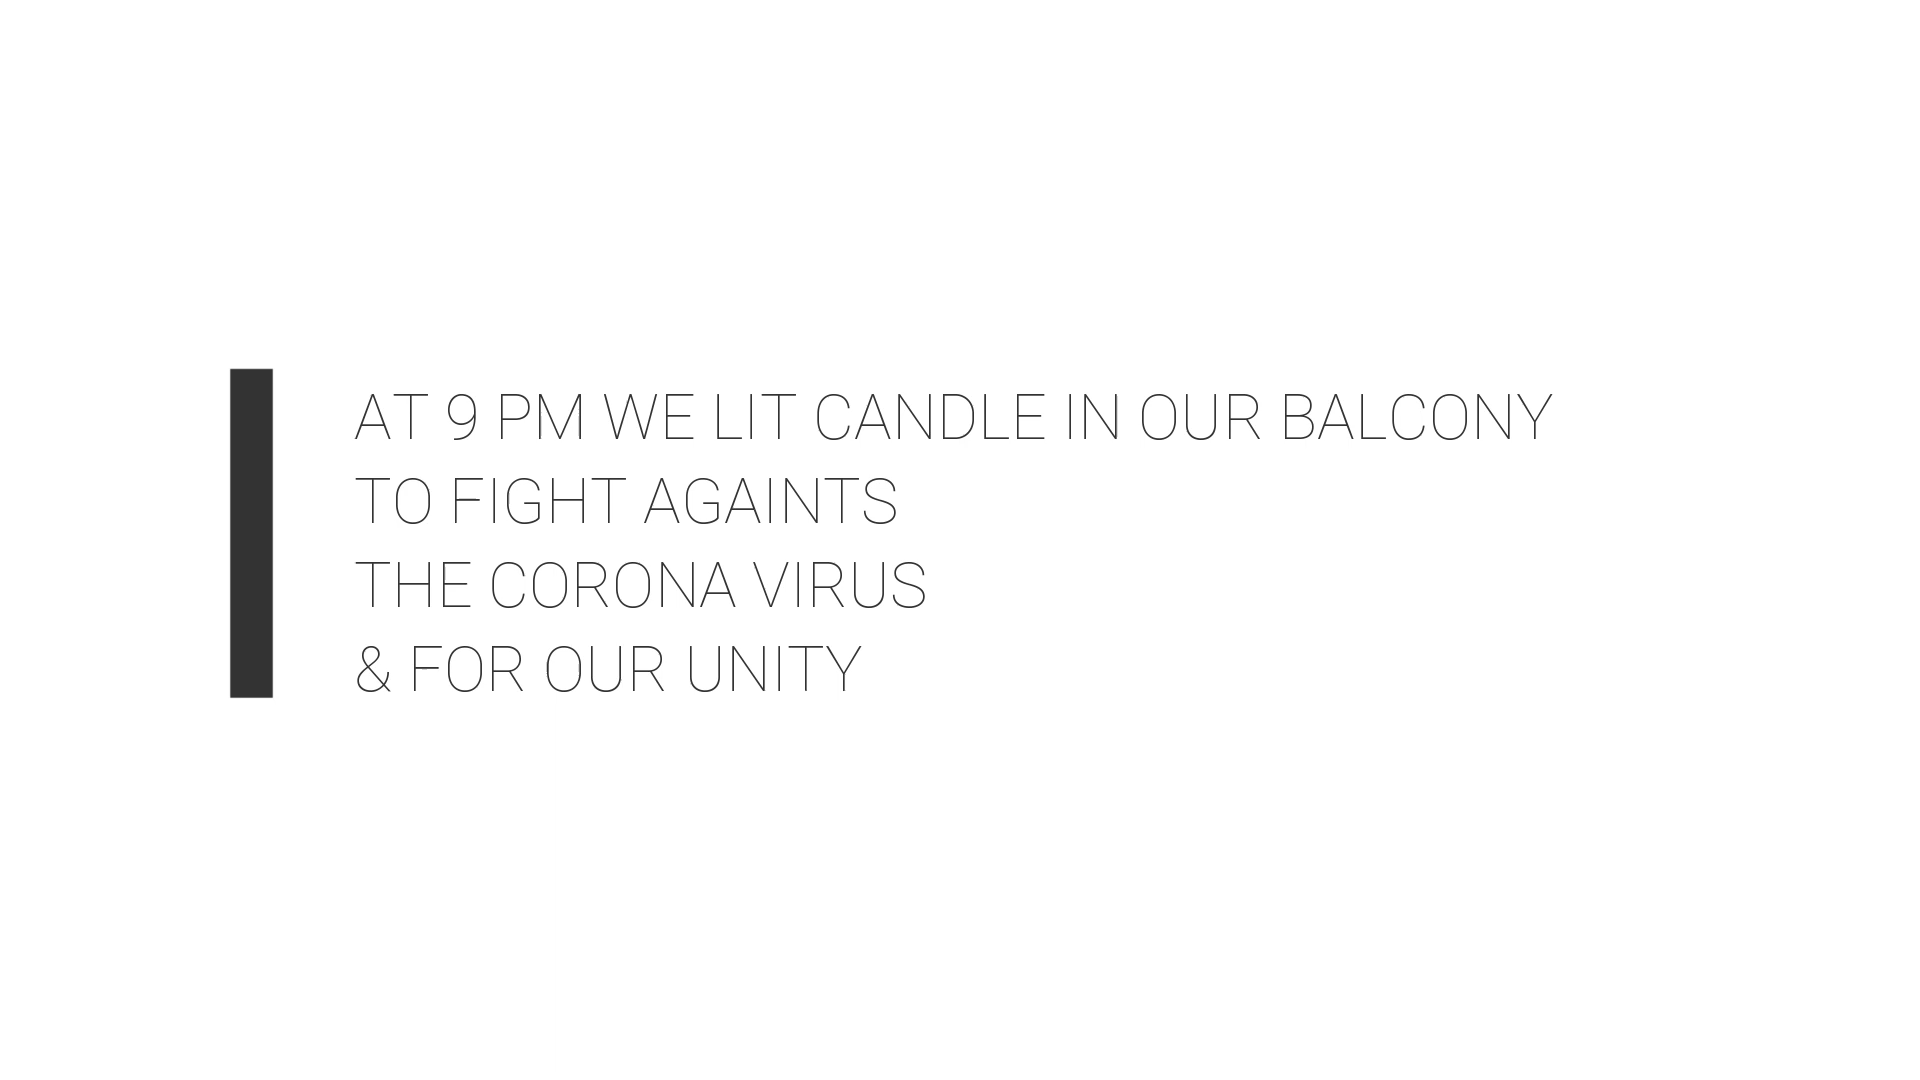 AT 9 PM WE LIT CANDLE IN OUR BALCONY
TO FIGHT AGAINTS
THE CORONA VIRUS
& FOR OUR UNITY